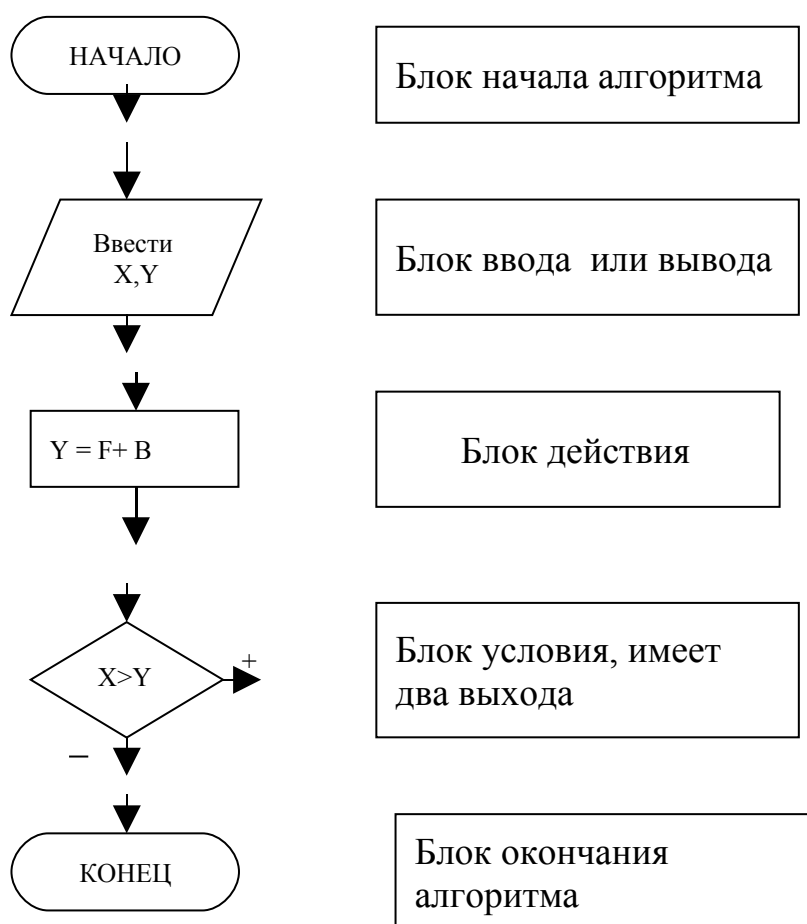 НАЧАЛО
Блок начала алгоритма
Ввести
X,Y
Блок ввода или вывода
Y = F+ B
Блок действия
X>Y
+
–
Блок условия, имеет
два выхода
КОНЕЦ
Блок окончания
алгоритма